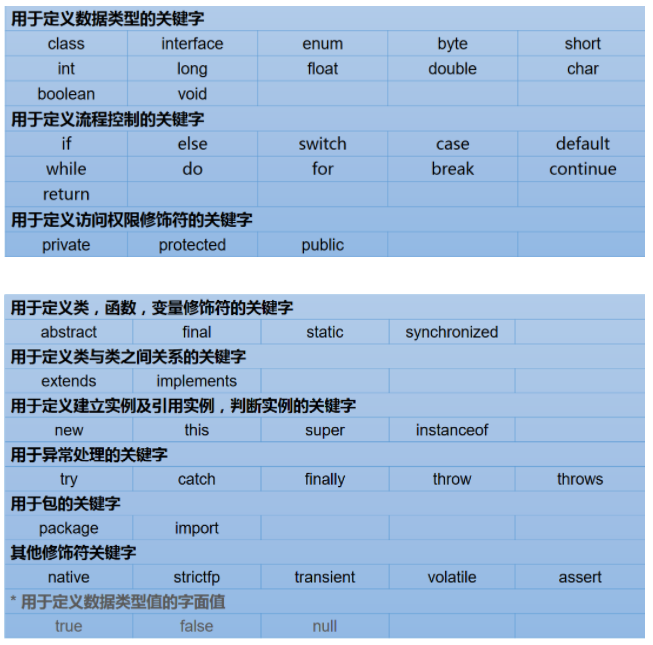 用于定义数据类型的关键字
class interface enum byte short
int long float double char
boolean void
用于定义流程控制的关键字
if else switch case default
while do for break continue
return
用于定义访问权限修饰符的关键字
private protected public
用于定义类，函数，变量修饰符的关键字
abstract final static synchronized
用于定义类与类之间关系的关键字
extends implements
用于定义建立实例及引用实例，判断实例的关键字
new this super instanceof
用于异常处理的关键字
try catch finally throw throws
用于包的关键字
package import
其他修饰符关键字
native strictfp transient volatile assert
* 用于定义数据类型值的字面值
true false null